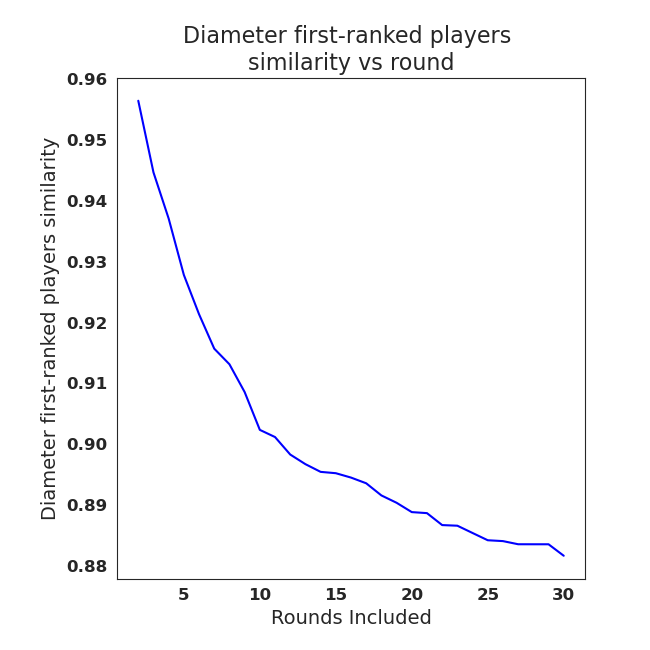 Diameter first-ranked players
similarity vs round
0.96
0.95
0.94
0.93
0.92
0.91
0.90
0.89
0.88
Diameter first-ranked players similarity
5 10 15 20 25 30
Rounds Included